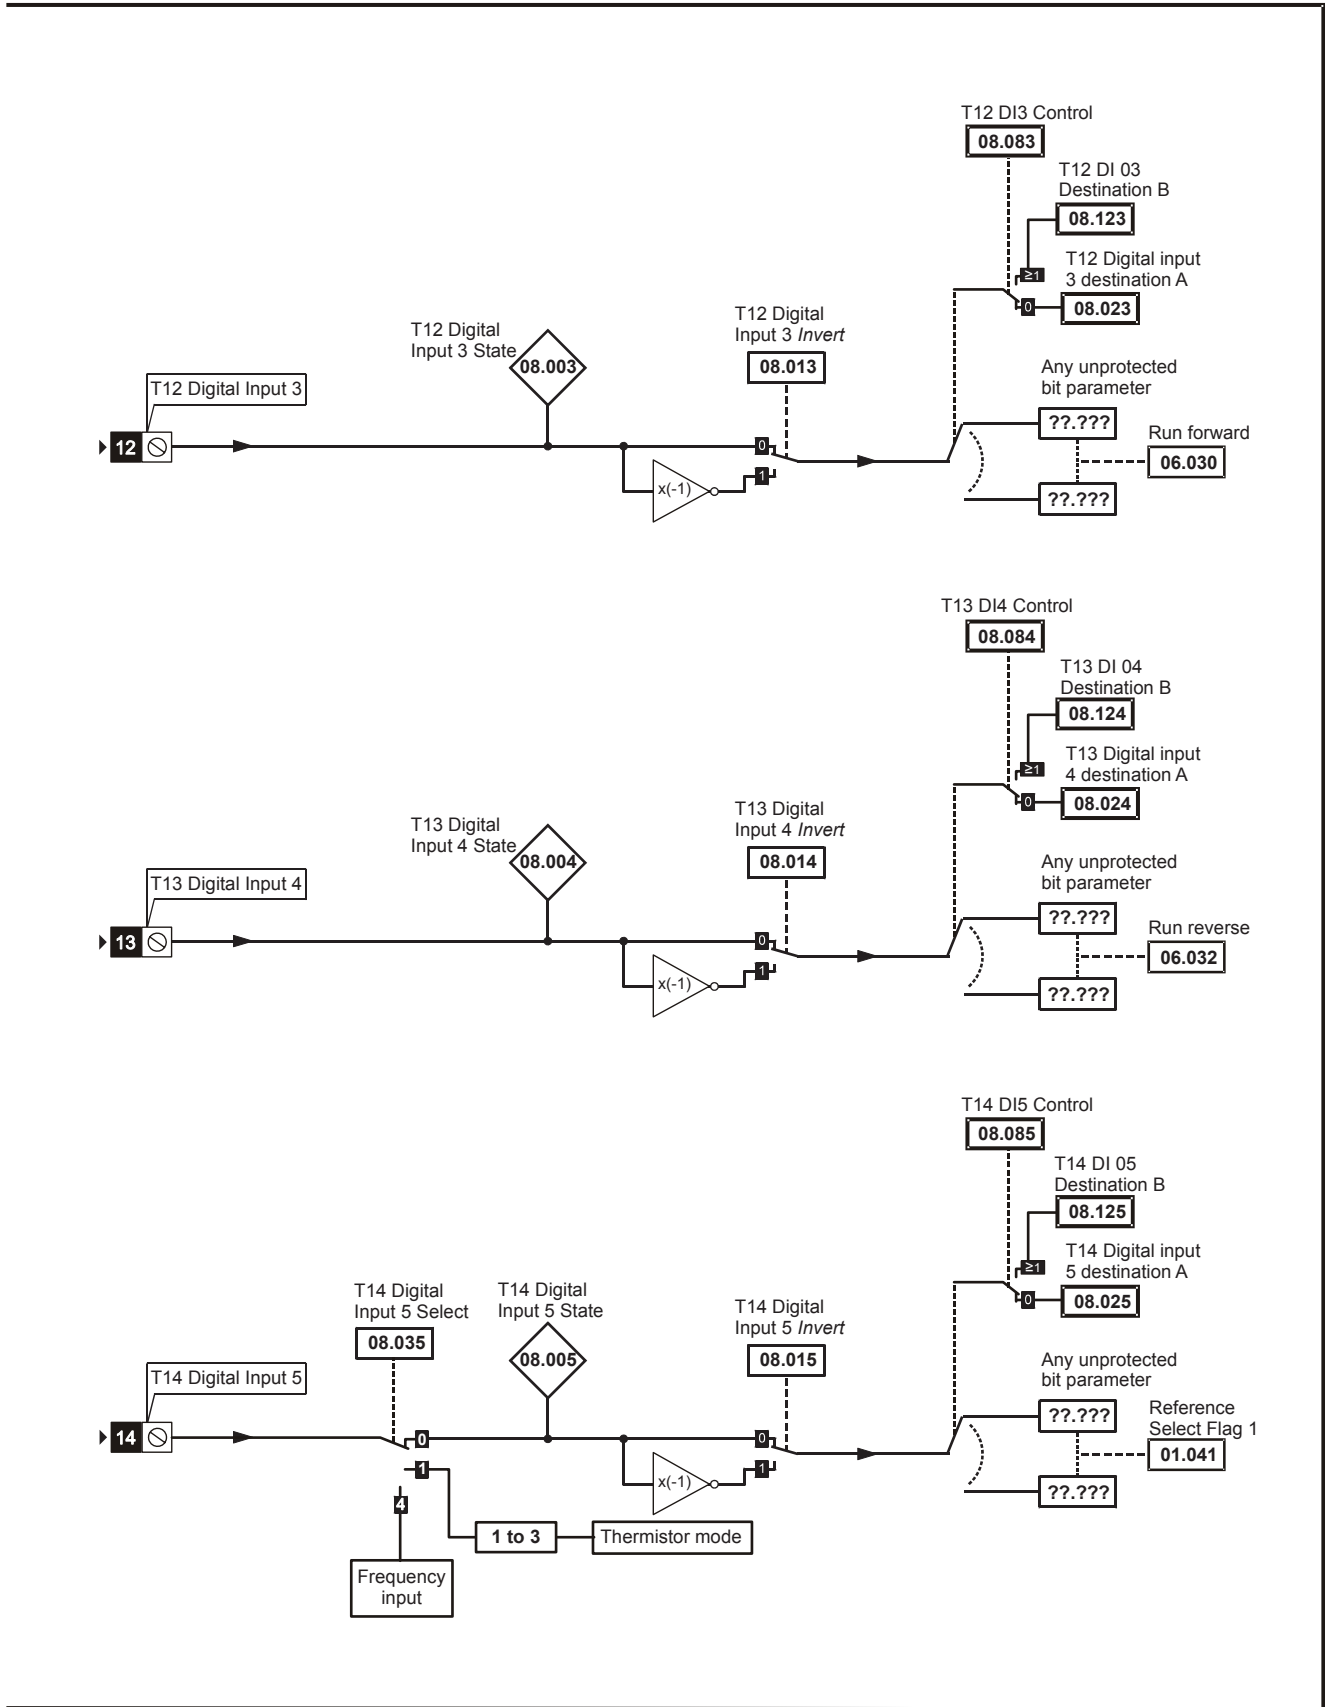 T12 DI3 Control
08.083
T12 DI 03
Destination B
08.123
T12 Digital input
3 destination A
≥1
0
08.023
T12 Digital
Input 3 State
08.003
T12 Digital
Input 3 Invert
08.013
Any unprotected
bit parameter
T12 Digital Input 3
??.???
Run forward
12
0
06.030
1
x(-1)
??.???
T13 DI4 Control
08.084
T13 DI 04
Destination B
08.124
T13 Digital input
4 destination A
≥1
0
08.024
T13 Digital
Input 4 State
08.004
T13 Digital
Input 4 Invert
08.014
Any unprotected
bit parameter
T13 Digital Input 4
??.???
Run reverse
13
0
06.032
1
x(-1)
??.???
T14 DI5 Control
08.085
T14 DI 05
Destination B
08.125
T14 Digital input
5 destination A
≥1
0
08.025
T14 Digital
Input 5 Select
08.035
T14 Digital
Input 5 State
08.005
T14 Digital
Input 5 Invert
08.015
Any unprotected
bit parameter
T14 Digital Input 5
??.???
Reference
Select Flag 1
01.041
14
0
0
1
1
x(-1)
??.???
4
1 to 3
Thermistor mode
Frequency
input